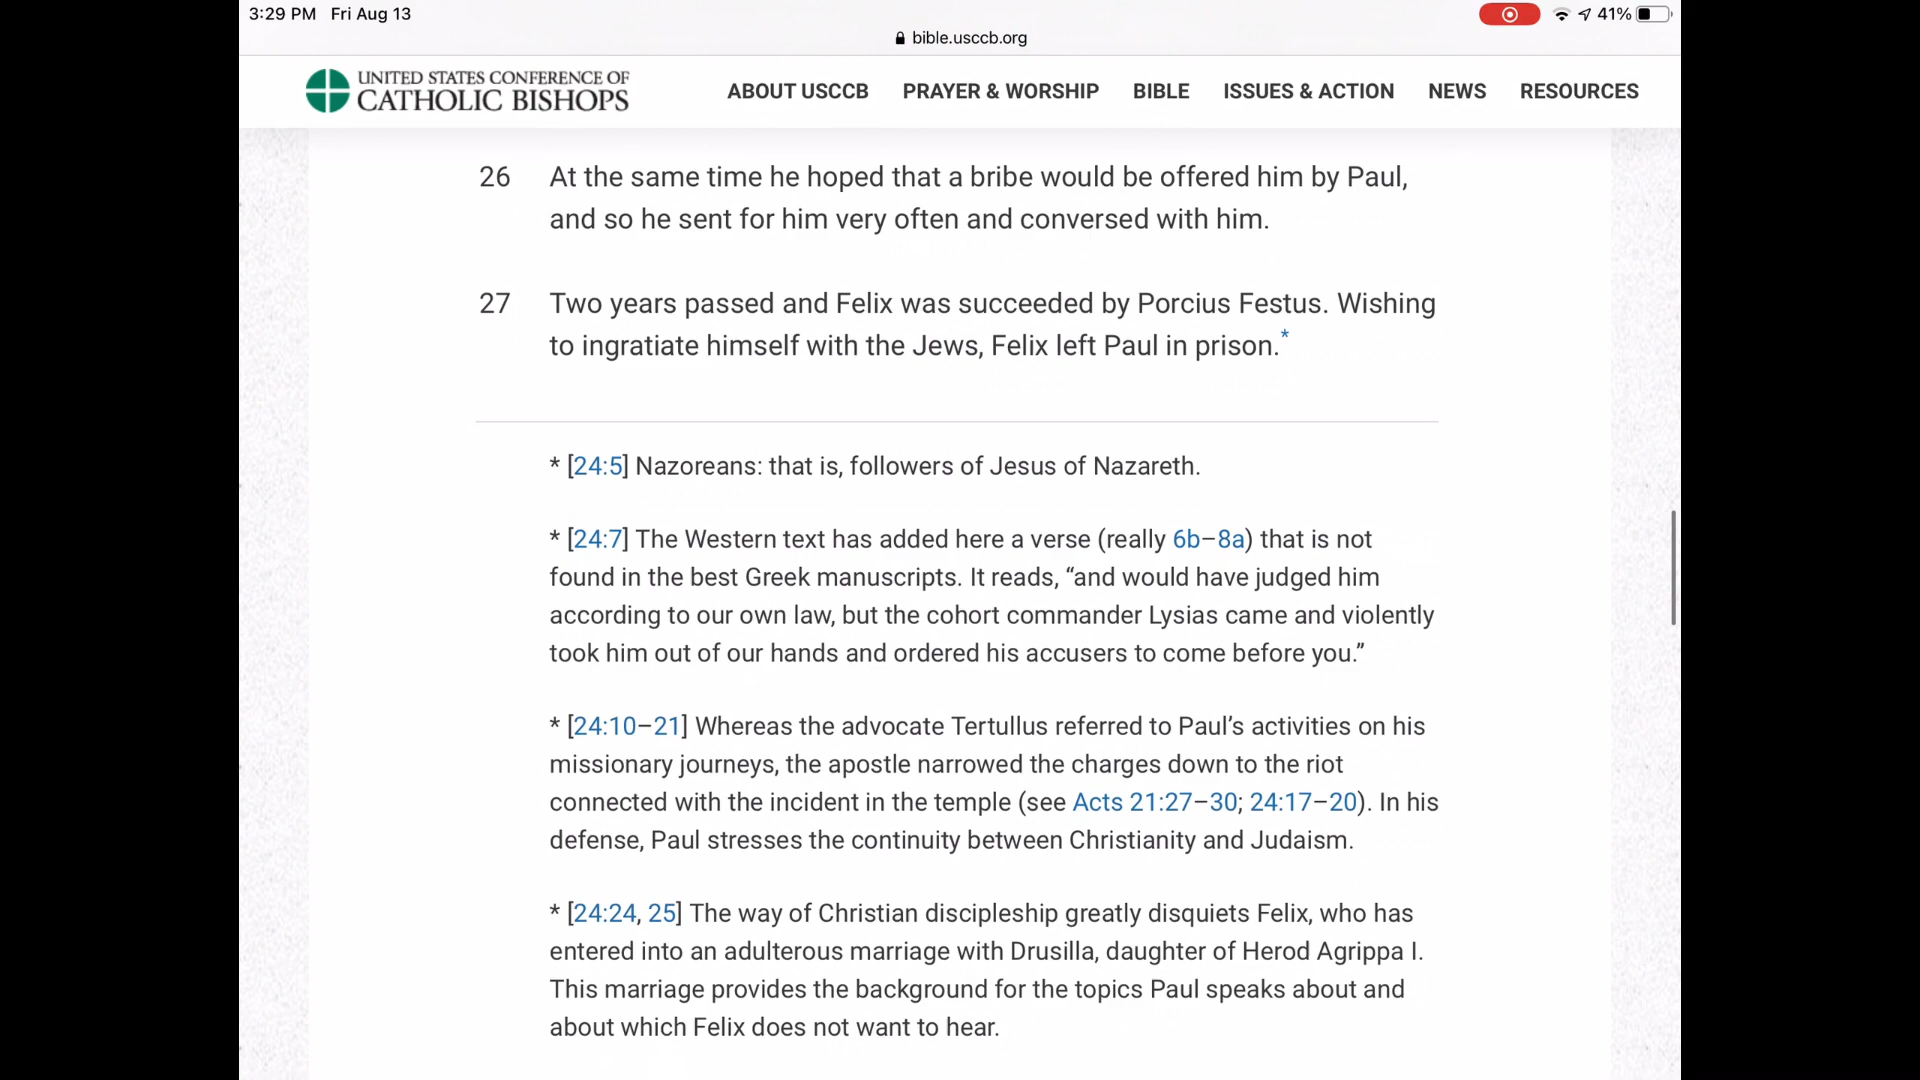 3:29 PM Fri Aug 13
41%
bible.usccb.org
UNITED STATES CONFERENCE OF
CATHOLIC BISHOPS
ABOUT USCCB PRAYER & WORSHIP BIBLE ISSUES & ACTION NEWS RESOURCES
26 At the same time he hoped that a bribe would be offered him by Paul,
and so he sent for him very often and conversed with him.
27 Two years passed and Felix was succeeded by Porcius Festus. Wishing
to ingratiate himself with the Jews, Felix left Paul in prison.*
* [24:5] Nazoreans: that is, followers of Jesus of Nazareth.
* [24:7] The Western text has added here a verse (really 6b–8a) that is not
found in the best Greek manuscripts. It reads, “and would have judged him
according to our own law, but the cohort commander Lysias came and violently
took him out of our hands and ordered his accusers to come before you.”
* [24:10–21] Whereas the advocate Tertullus referred to Paul’s activities on his
missionary journeys, the apostle narrowed the charges down to the riot
connected with the incident in the temple (see Acts 21:27–30; 24:17–20). In his
defense, Paul stresses the continuity between Christianity and Judaism.
* [24:24, 25] The way of Christian discipleship greatly disquiets Felix, who has
entered into an adulterous marriage with Drusilla, daughter of Herod Agrippa I.
This marriage provides the background for the topics Paul speaks about and
about which Felix does not want to hear.